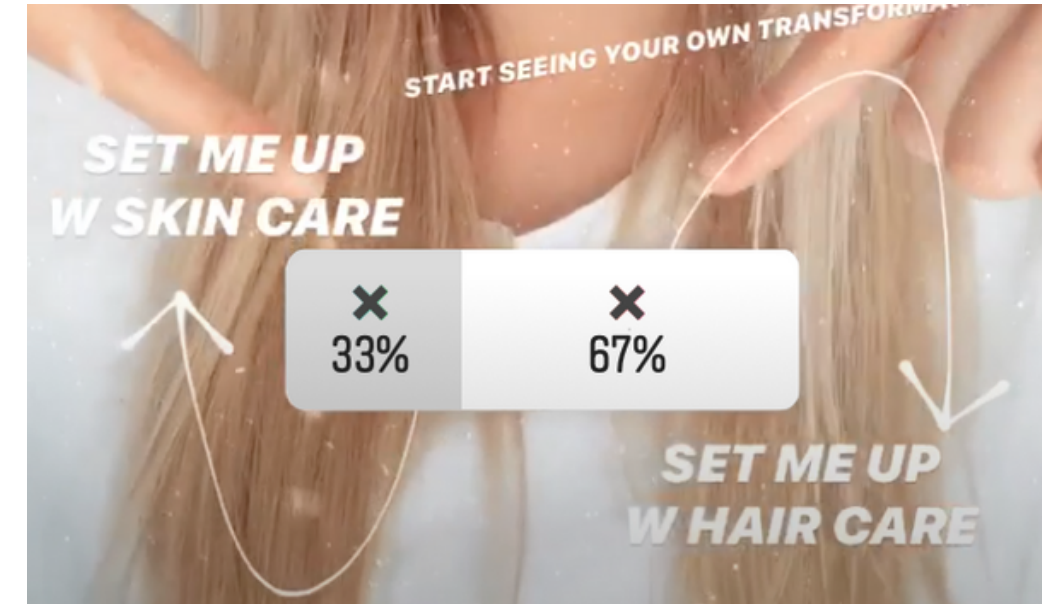 START SEEING YOUR OWN
SET ME UP
W SKIN CARE
✖ ✖
33% 67%
SET ME UP
W HAIR CARE